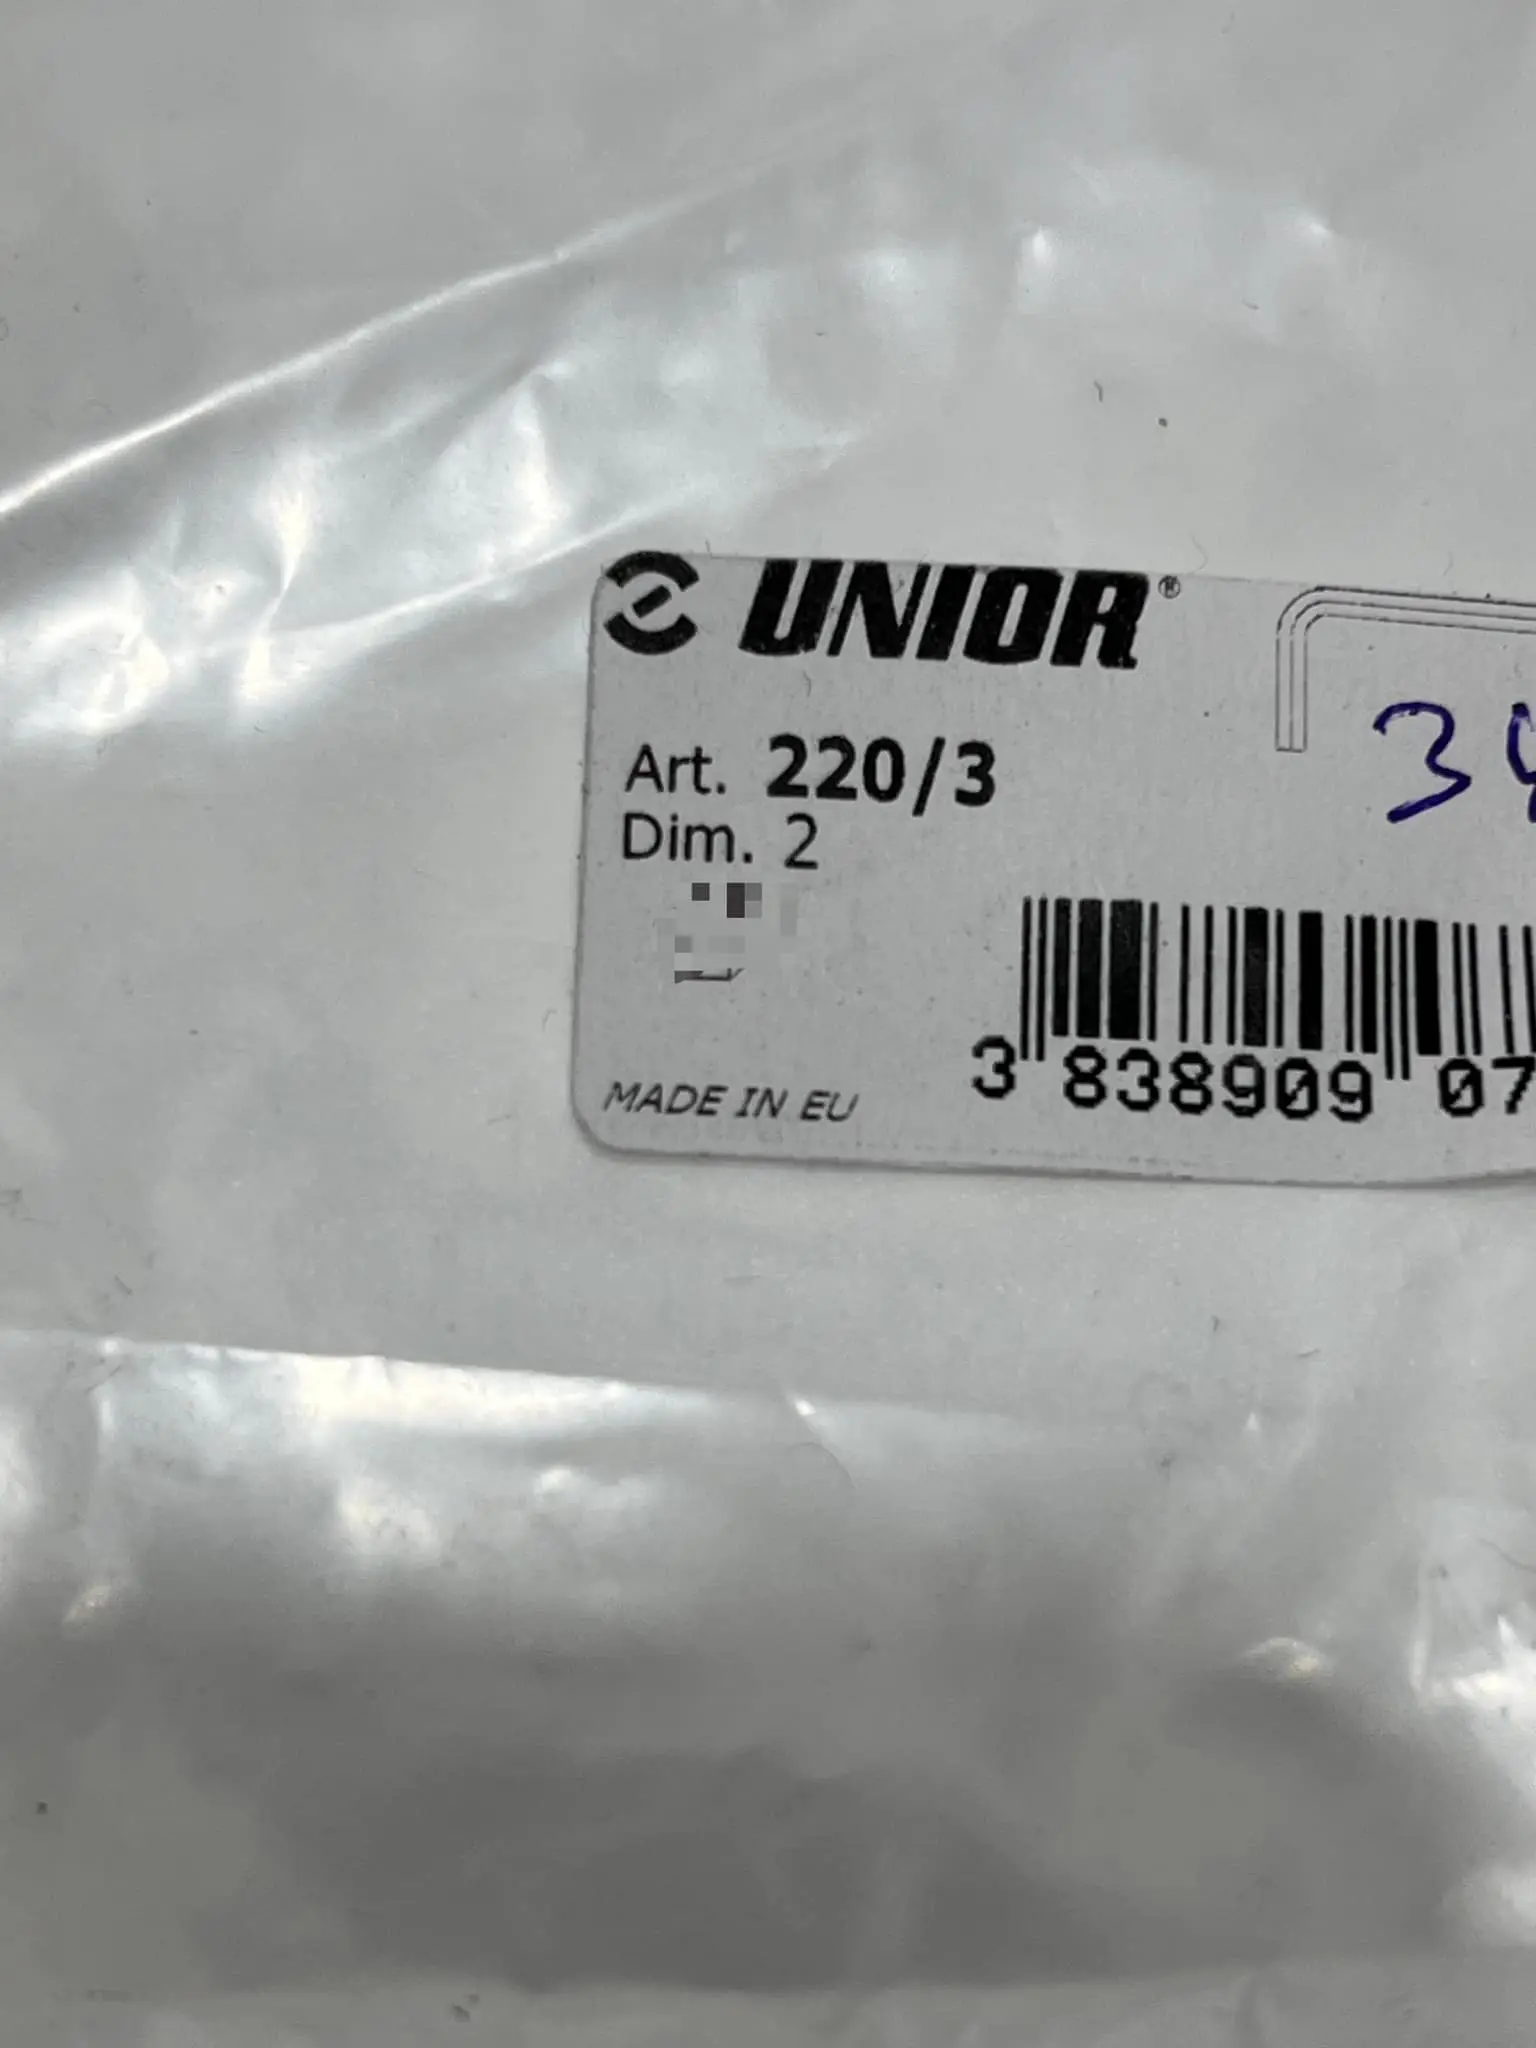 UNIOR®
Art. 220/3
Dim. 2
3 838909 07
MADE IN EU